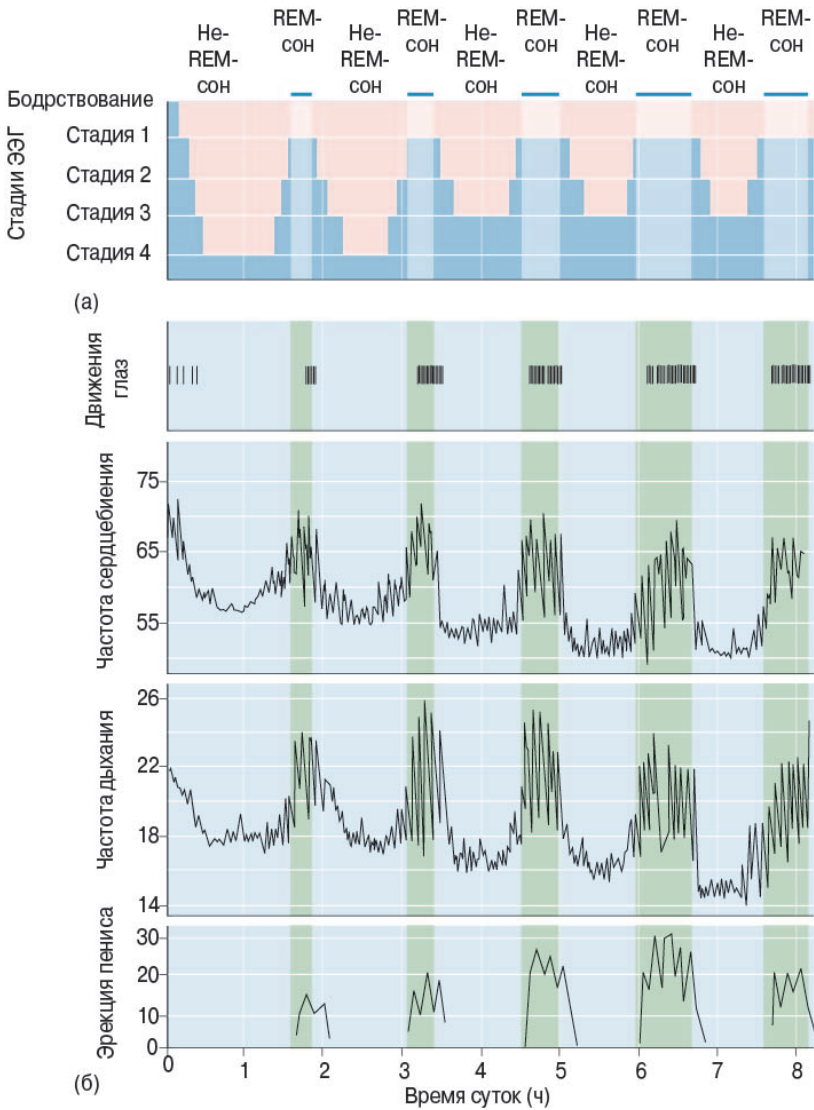 Не-
REM-
сон
REM-
сон
Не-
REM-
сон
REM-
сон
Не-
REM-
сон
REM-
сон
Не-
REM-
сон
REM-
сон
Не-
REM-
сон
REM-
сон
Стадии ЭЭГ
Бодрствование
Стадия 1
Стадия 2
Стадия 3
Стадия 4
(а)
Движения
глаз
Частота сердцебиения
75
65
55
Частота дыхания
26
22
18
14
Эрекция пениса
30
20
10
0
0 1 2 3 4 5 6 7 8
Время суток (ч)
(б)